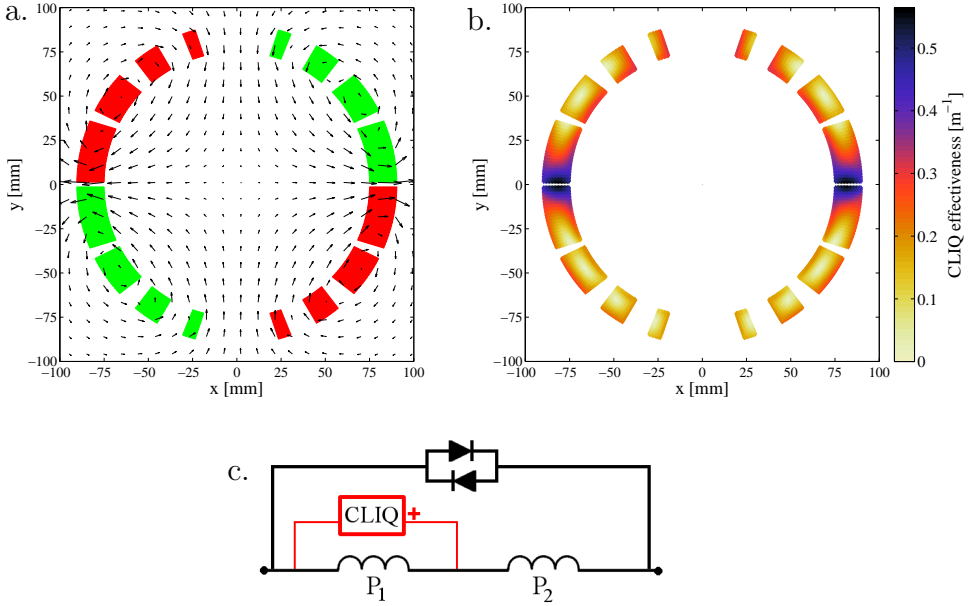 a.
100
75
50
25
0
−25
−50
−75
−100
y [mm]
−100 −75 −50 −25 0 25 50 75 100
x [mm]
b.
100
75
50
25
0
−25
−50
−75
−100
y [mm]
−100 −75 −50 −25 0 25 50 75 100
x [mm]
0.5
0.4
0.3
0.2
0.1
0
CLIQ effectiveness [m⁻¹]
c.
CLIQ +
P₁
P₂